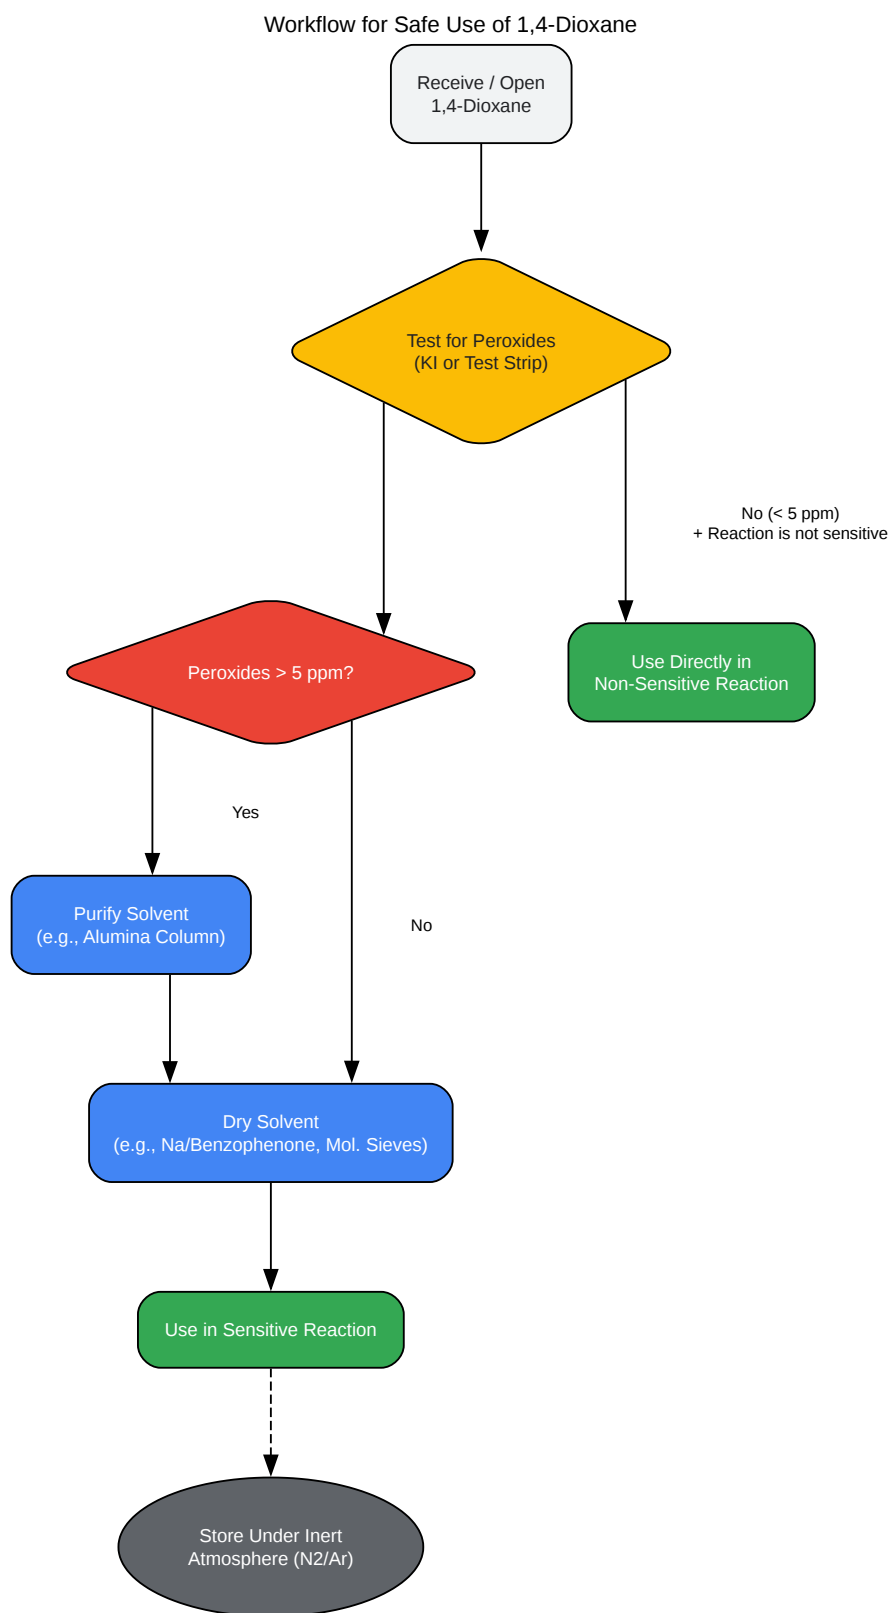 Workflow for Safe Use of 1,4-Dioxane
Receive / Open
1,4-Dioxane
Test for Peroxides
(KI or Test Strip)
No (< 5 ppm)
+ Reaction is not sensitive
Use Directly in
Non-Sensitive Reaction
Peroxides > 5 ppm?
Yes
Purify Solvent
(e.g., Alumina Column)
No
Dry Solvent
(e.g., Na/Benzophenone, Mol. Sieves)
Use in Sensitive Reaction
Store Under Inert
Atmosphere (N2/Ar)